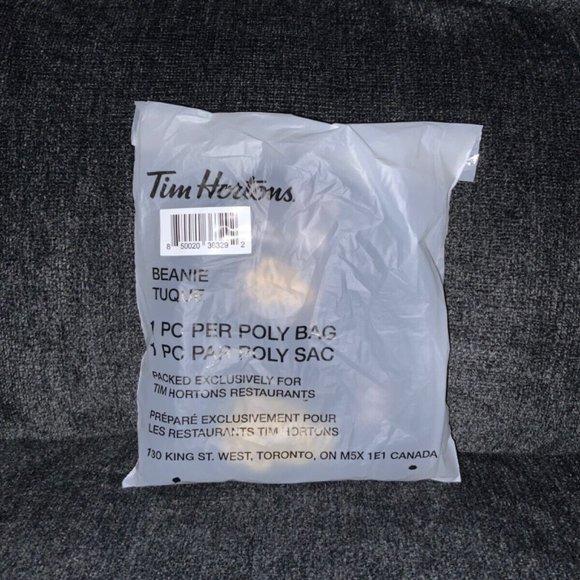 Tim Hortons.
8 50020 36329 2
BEANIE
TUQUE
1 PC PER POLY BAG
1 PC PAR POLY SAC
PACKED EXCLUSIVELY FOR
TIM HORTONS RESTAURANTS
PRÉPARÉ EXCLUSIVEMENT POUR
LES RESTAURANTS TIM HORTONS
130 KING ST. WEST, TORONTO, ON M5X 1E1 CANADA